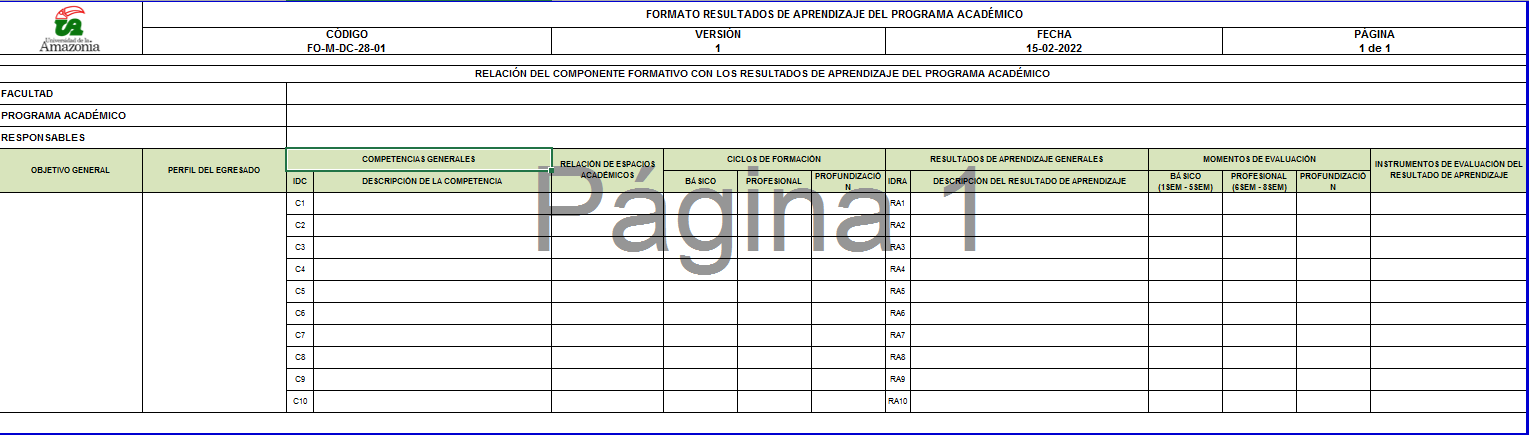 Universidad de la
Amazonia
FORMATO RESULTADOS DE APRENDIZAJE DEL PROGRAMA ACADÉMICO
CÓDIGO
FO-M-DC-28-01
VERSIÓN
1
FECHA
15-02-2022
PÁGINA
1 de 1
RELACIÓN DEL COMPONENTE FORMATIVO CON LOS RESULTADOS DE APRENDIZAJE DEL PROGRAMA ACADÉMICO
FACULTAD
PROGRAMA ACADÉMICO
RESPONSABLES
OBJETIVO GENERAL
PERFIL DEL EGRESADO
COMPETENCIAS GENERALES
IDC
DESCRIPCIÓN DE LA COMPETENCIA
RELACIÓN DE ESPACIOS
ACADÉMICOS
CICLOS DE FORMACIÓN
BÁSICO
PROFESIONAL
PROFUNDIZACIÓ
N
RESULTADOS DE APRENDIZAJE GENERALES
IDRA
DESCRIPCIÓN DEL RESULTADO DE APRENDIZAJE
MOMENTOS DE EVALUACIÓN
BÁSICO
(1SEM - 5SEM)
PROFESIONAL
(6SEM - 8SEM)
PROFUNDIZACIÓ
N
INSTRUMENTOS DE EVALUACIÓN DEL
RESULTADO DE APRENDIZAJE
C1
RA1
C2
RA2
C3
RA3
C4
RA4
C5
RA5
C6
RA6
C7
RA7
C8
RA8
C9
RA9
C10
RA10
Página 1